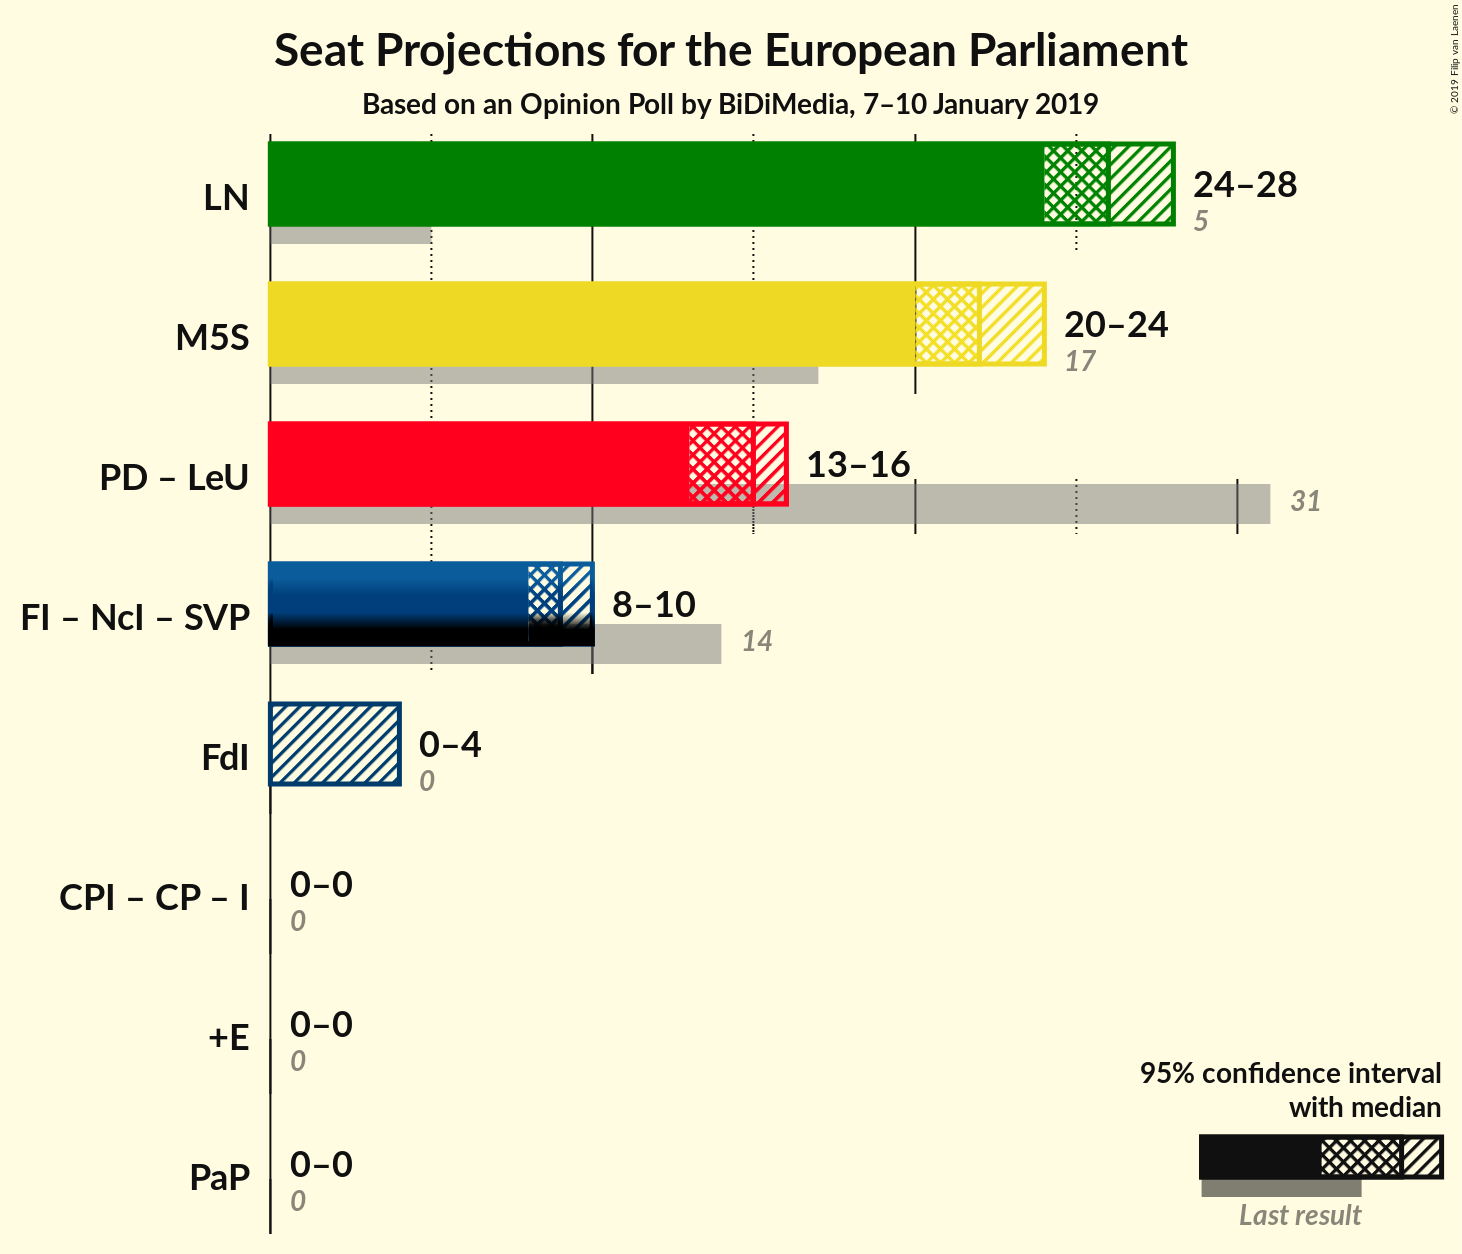 Seat Projections for the European Parliament
Based on an Opinion Poll by BiDiMedia, 7–10 January 2019
© 2019 Filip van Laenen
LN
24–28
5
M5S
20–24
17
PD – LeU
13–16
31
FI – NcI – SVP
8–10
14
FdI
0–4
0
CPI – CP – I
0–0
0
+E
0–0
0
PaP
0–0
0
95% confidence interval
with median
Last result